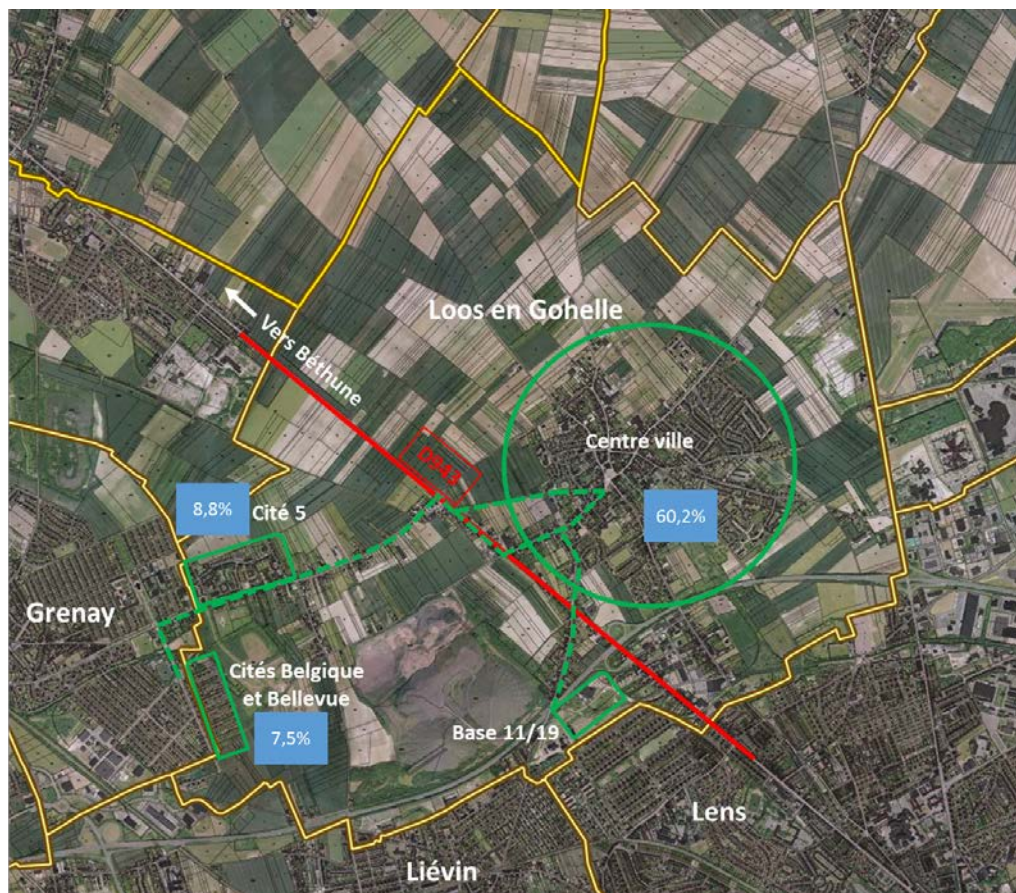 Loos en Gohelle
Vers Béthune
D943
Centre ville
8,8%
Cité 5
60,2%
Grenay
Cités Belgique
et Bellevue
7,5%
Base 11/19
Lens
Liévin